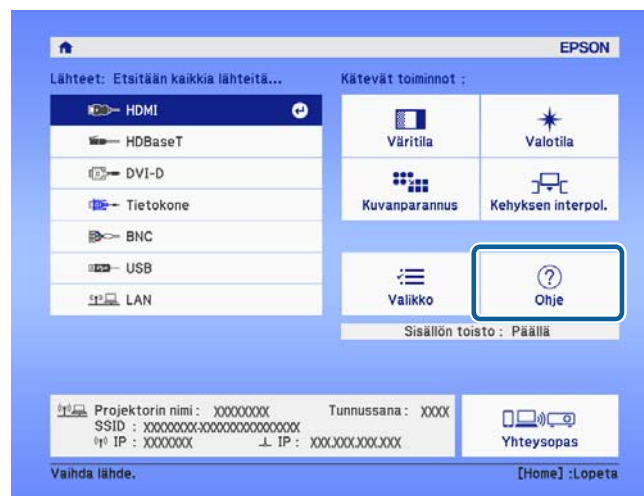 EPSON
Lähteet: Etsitään kaikkia lähteitä...
Kätevät toiminnot :
HDMI
HDBaseT
DVI-D
Tietokone
BNC
USB
LAN
Väritila
Valotila
Kuvanparannus
Kehyksen interpol.
Valikko
Ohje
Sisällön toisto : Päällä
Projektorin nimi : XXXXXXXX Tunnussana : XXXX
SSID : XXXXXXXX-XXXXXXXXXXXXXXX
IP : XXXXXXX IP : XXX.XXX.XXX.XXX
Yhteysopas
Vaihda lähde.
[Home] :Lopeta